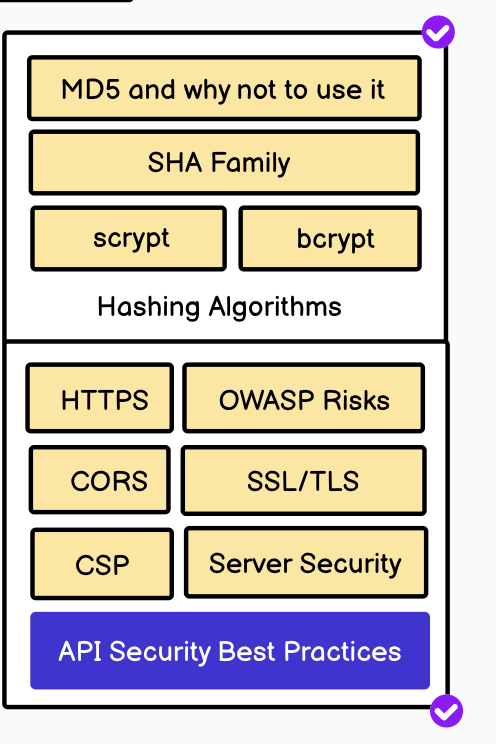 MD5 and why not to use it
SHA Family
scrypt
bcrypt
Hashing Algorithms
HTTPS
OWASP Risks
CORS
SSL/TLS
CSP
Server Security
API Security Best Practices